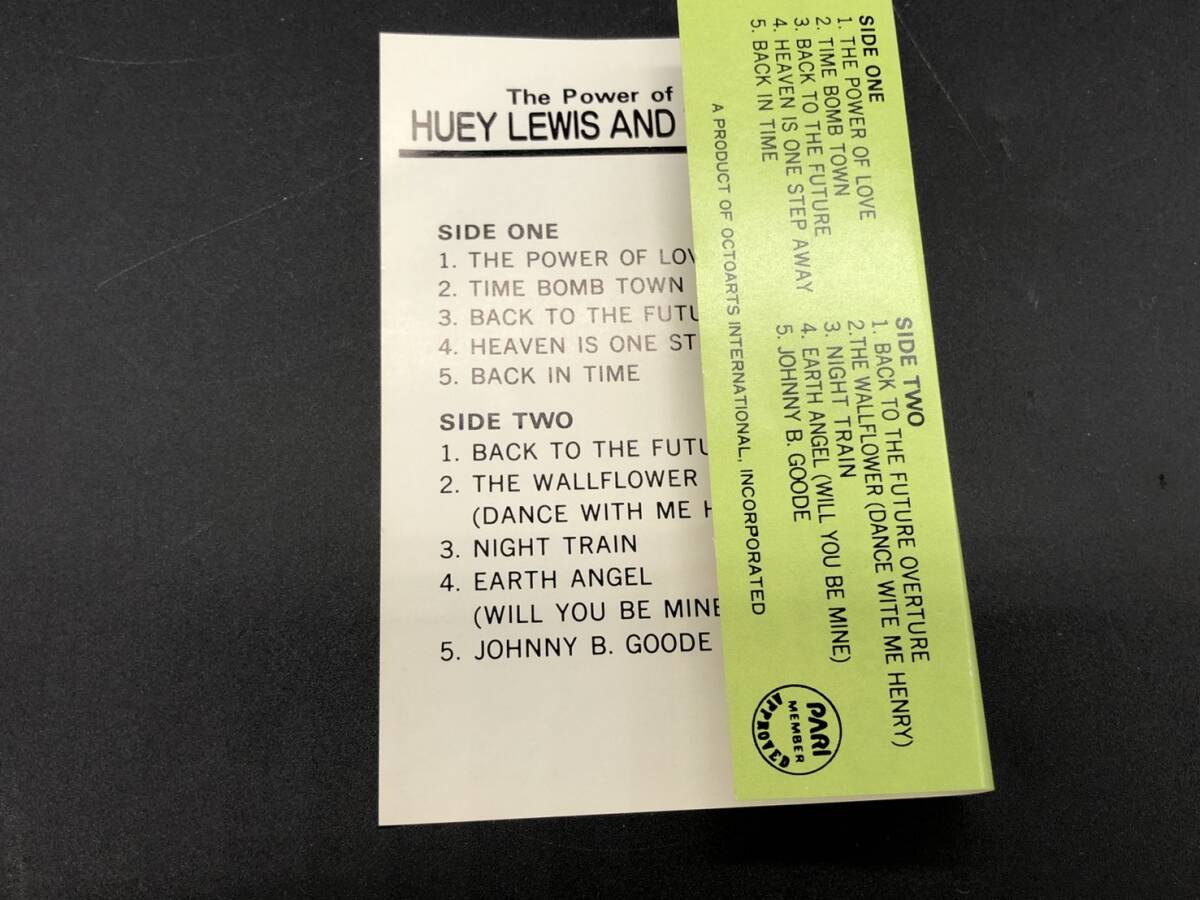 The Power of
HUEY LEWIS AND
SIDE ONE
1. THE POWER OF LOV
2. TIME BOMB TOWN
3. BACK TO THE FUTU
4. HEAVEN IS ONE ST
5. BACK IN TIME
SIDE TWO
1. BACK TO THE FUTU
2. THE WALLFLOWER
(DANCE WITH ME H
3. NIGHT TRAIN
4. EARTH ANGEL
(WILL YOU BE MINE
5. JOHNNY B. GOODE
SIDE ONE
1. THE POWER OF LOVE
2. TIME BOMB TOWN
3. BACK TO THE FUTURE
4. HEAVEN IS ONE STEP AWAY
5. BACK IN TIME
SIDE TWO
1. BACK TO THE FUTURE OVERTURE
2.THE WALLFLOWER (DANCE WITE ME HENRY)
3. NIGHT TRAIN
4. EARTH ANGEL (WILL YOU BE MINE)
5. JOHNNY B. GOODE
A PRODUCT OF OCTOARTS INTERNATIONAL, INCORPORATED
PARI
MEMBER
APPROVED